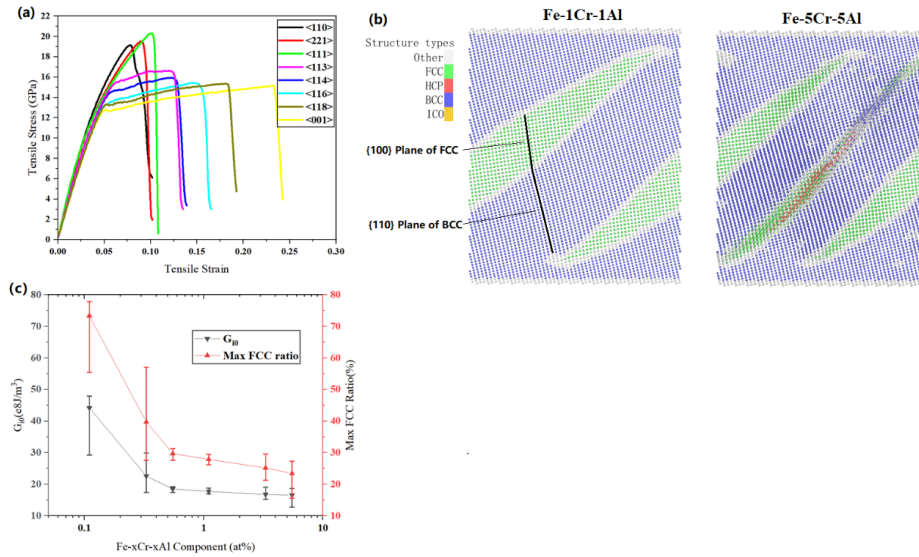 (a)
<110>
<221>
<111>
<113>
<114>
<116>
<118>
<001>
Tensile Stress (GPa)
22
20
18
16
14
12
10
8
6
4
2
0
0.00 0.05 0.10 0.15 0.20 0.25 0.30
Tensile Strain
(b)
Fe-1Cr-1Al
Fe-5Cr-5Al
Structure types
Other
FCC
HCP
BCC
ICO
{100} Plane of FCC
{110} Plane of BCC
(c)
G_i0
Max FCC ratio
G_i0(e8J/m³)
80
70
60
50
40
30
20
10
Max FCC Ratio(%)
80
70
60
50
40
30
20
10
0.1 1 10
Fe-xCr-xAl Component (at%)